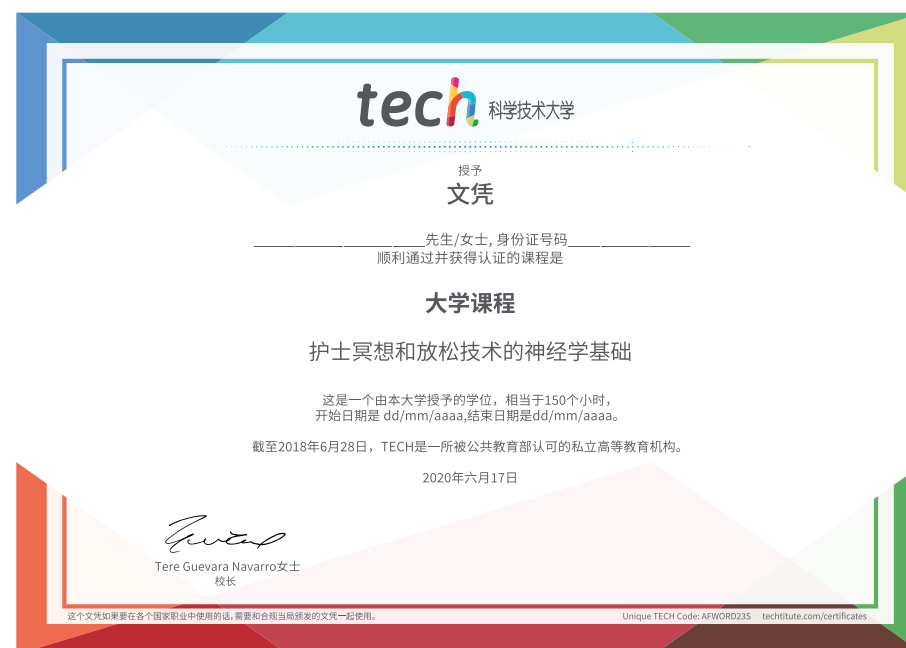 tech 科学技术大学
授予
文凭
先生/女士, 身份证号码
顺利通过并获得认证的课程是
大学课程
护士冥想和放松技术的神经学基础
这是一个由本大学授予的学位，相当于150个小时，
开始日期是 dd/mm/aaaa,结束日期是dd/mm/aaaa。
截至2018年6月28日，TECH是一所被公共教育部认可的私立高等教育机构。
2020年六月17日
Tere Guevara Navarro女士
校长
这个文凭如果要在各个国家职业中使用的话,需要和合规当局颁发的文凭一起使用。
Unique TECH Code: AFWORD235 techtitute.com/certificates